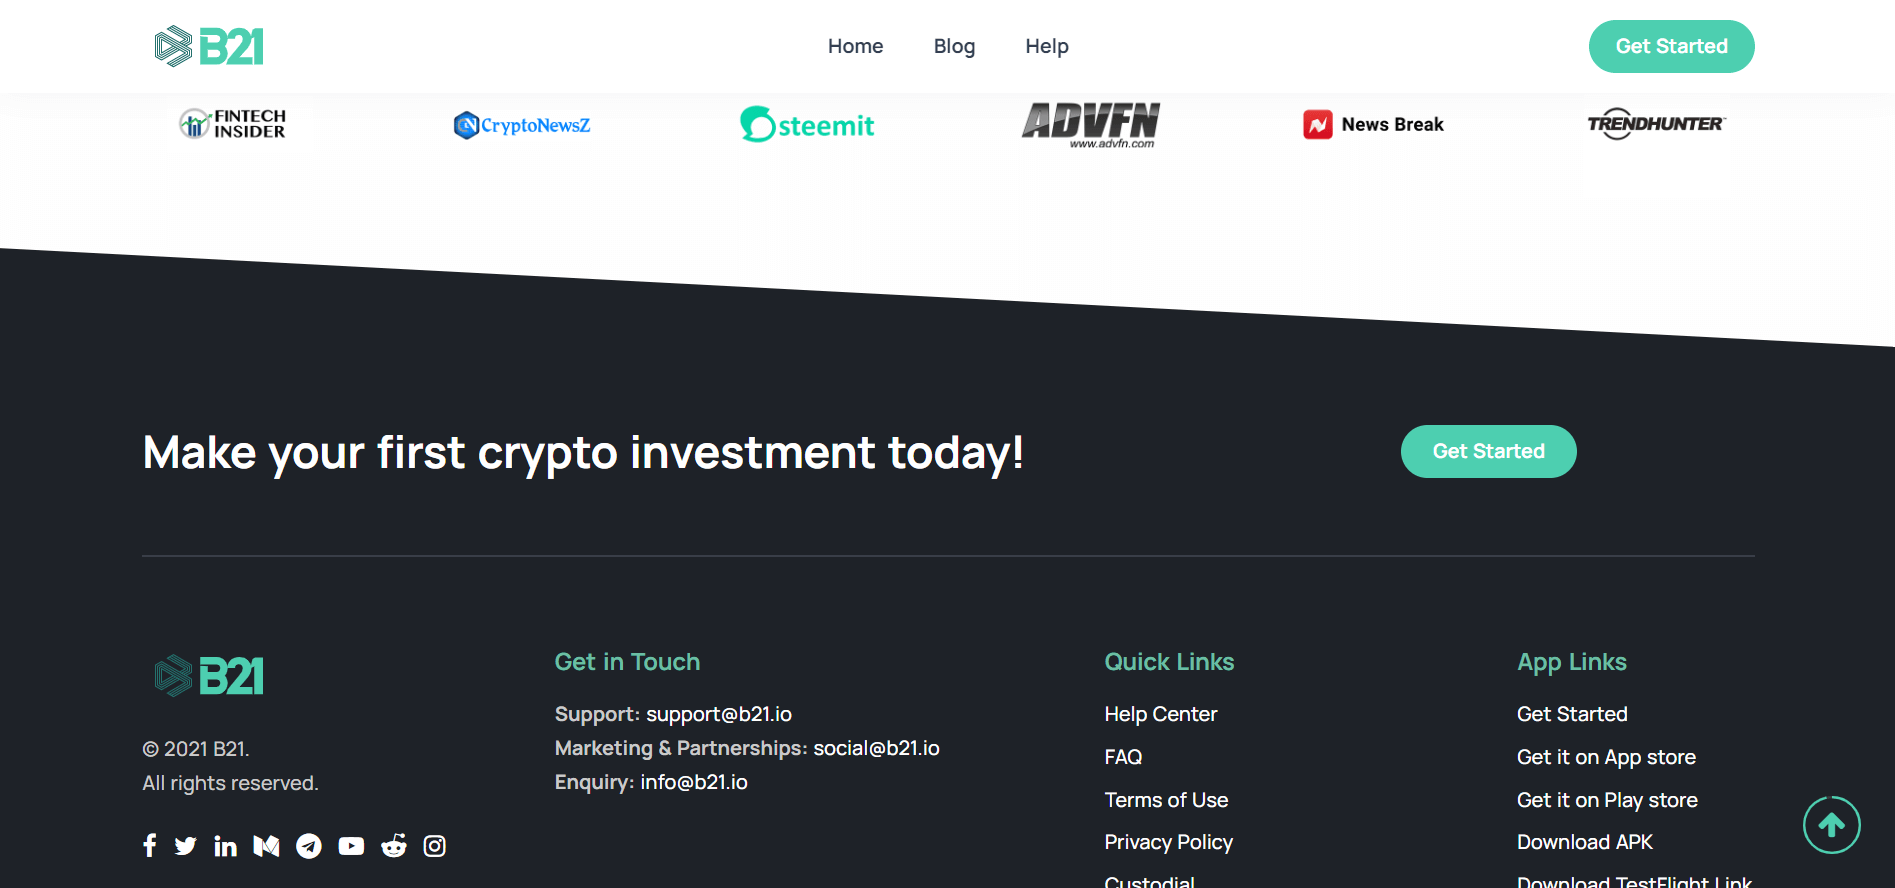 B21
Home
Blog
Help
Get Started
FINTECH
INSIDER
CryptoNewsZ
steemit
ADVFN
www.advfn.com
News Break
TRENDHUNTER
Make your first crypto investment today!
Get Started
B21
© 2021 B21.
All rights reserved.
Get in Touch
Support: support@b21.io
Marketing & Partnerships: social@b21.io
Enquiry: info@b21.io
Quick Links
Help Center
FAQ
Terms of Use
Privacy Policy
Custodial
App Links
Get Started
Get it on App store
Get it on Play store
Download APK
Download TestFlight Link